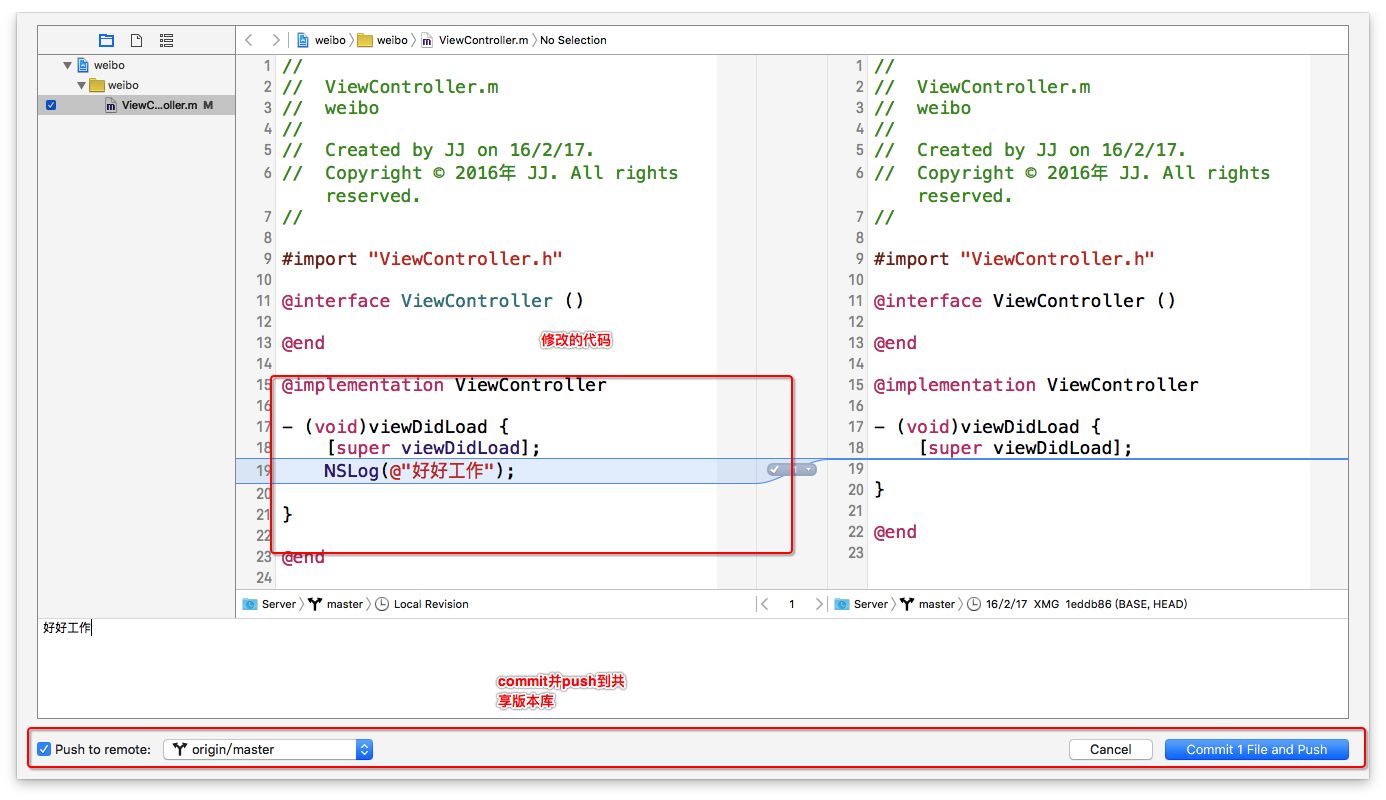 weibo
weibo
ViewC...oller.m M
weibo weibo ViewController.m No Selection
1 //
2 // ViewController.m
3 // weibo
4 //
5 // Created by JJ on 16/2/17.
6 // Copyright © 2016年 JJ. All rights
reserved.
7 //
8
9 #import "ViewController.h"
10
11 @interface ViewController ()
12
13 @end
14
15 @implementation ViewController
16
17 - (void)viewDidLoad {
18 [super viewDidLoad];
19 NSLog(@"好好工作");
20
21 }
22
23 @end
24
修改的代码
1 //
2 // ViewController.m
3 // weibo
4 //
5 // Created by JJ on 16/2/17.
6 // Copyright © 2016年 JJ. All rights
reserved.
7 //
8
9 #import "ViewController.h"
10
11 @interface ViewController ()
12
13 @end
14
15 @implementation ViewController
16
17 - (void)viewDidLoad {
18 [super viewDidLoad];
19
20 }
21
22 @end
23
Server master Local Revision
1
Server master 16/2/17 XMG 1eddb86 (BASE, HEAD)
好好工作
commit并push到共
享版本库
Push to remote: origin/master
Cancel
Commit 1 File and Push